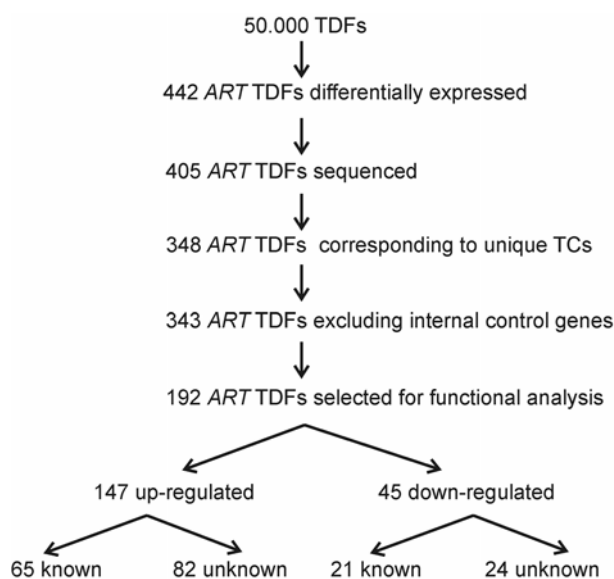 50.000 TDFs
442 ART TDFs differentially expressed
405 ART TDFs sequenced
348 ART TDFs corresponding to unique TCs
343 ART TDFs excluding internal control genes
192 ART TDFs selected for functional analysis
147 up-regulated 45 down-regulated
65 known 82 unknown 21 known 24 unknown